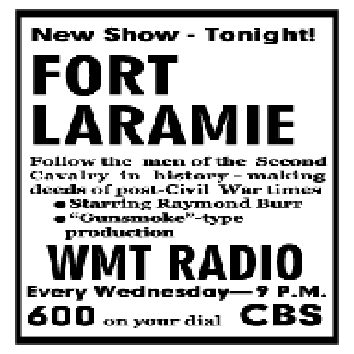 New Show - Tonight!
FORT
LARAMIE
Follow the men of the Second
Cavalry in history-making
deeds of post-Civil War times
• Starring Raymond Burr
• "Gunsmoke"-type
production
WMT RADIO
Every Wednesday—9 P.M.
600 on your dial CBS